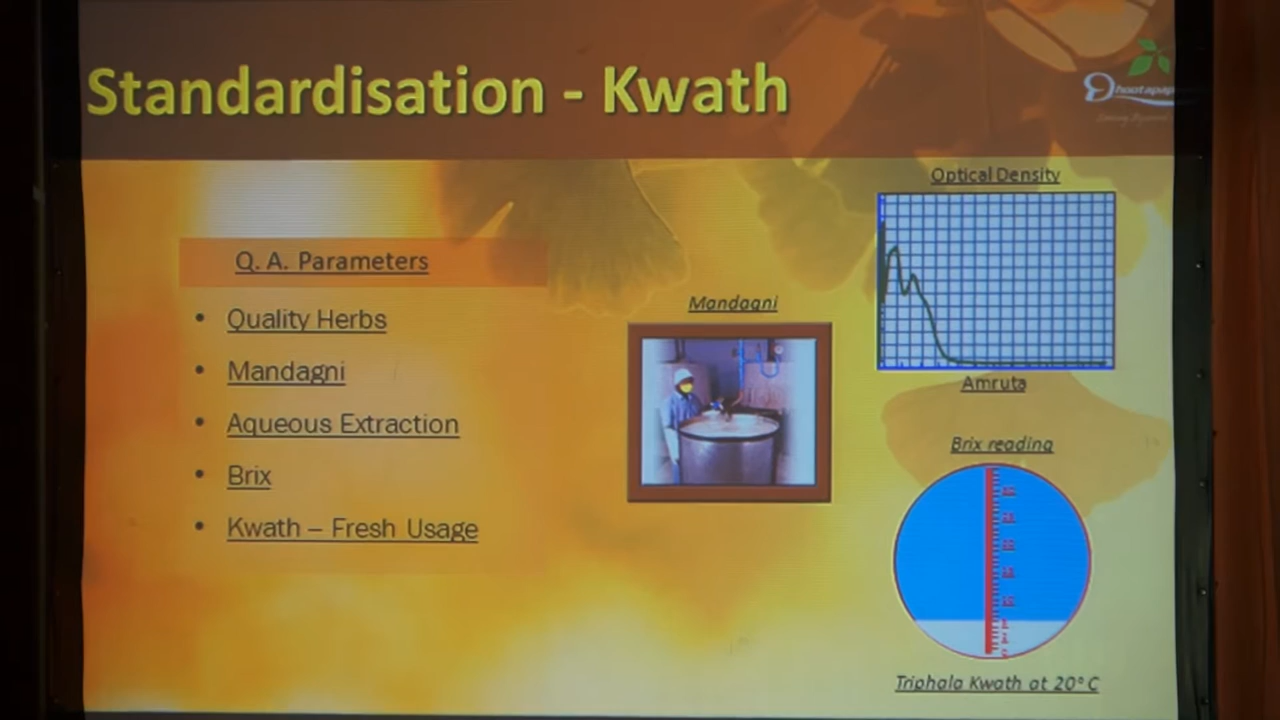 Standardisation - Kwath
Q. A. Parameters
• Quality Herbs
• Mandagni
• Aqueous Extraction
• Brix
• Kwath – Fresh Usage
Mandagni
Optical Density
Amruta
Brix reading
Triphala Kwath at 20° C